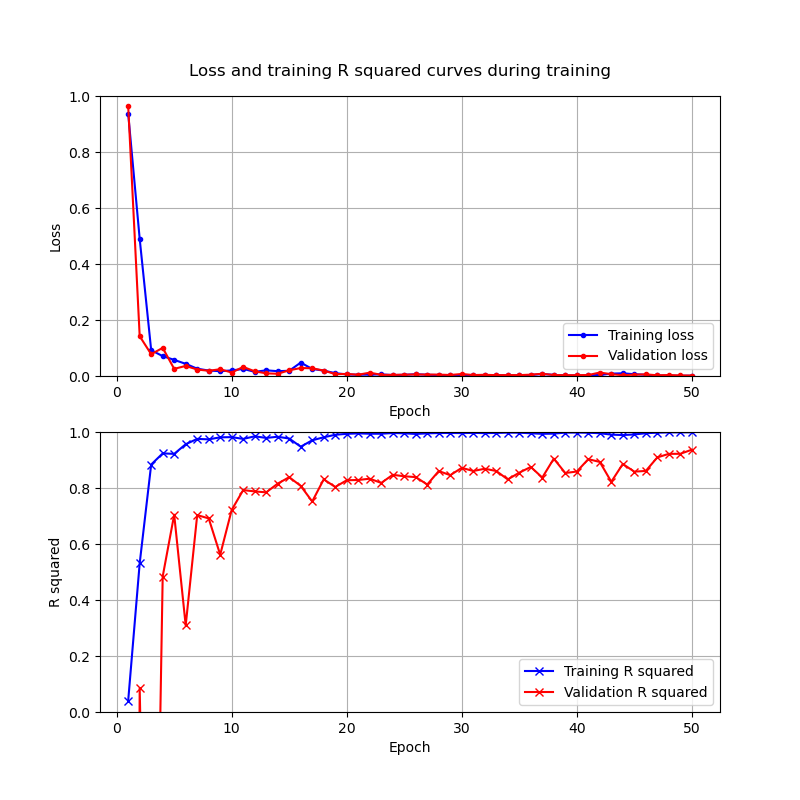 Loss and training R squared curves during training
1.0
0.8
0.6
0.4
0.2
0.0
Loss
Training loss
Validation loss
0 10 20 30 40 50
Epoch
1.0
0.8
0.6
0.4
0.2
0.0
R squared
Training R squared
Validation R squared
0 10 20 30 40 50
Epoch